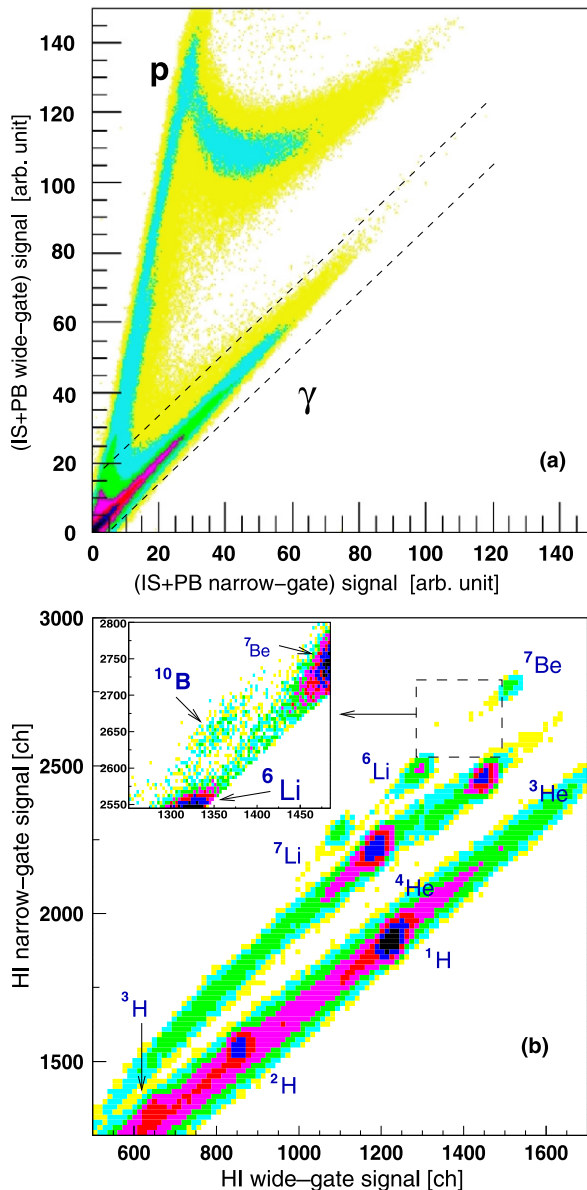 140
120
100
80
60
40
20
0
(IS+PB wide−gate) signal [arb. unit]
p
γ
(a)
0 20 40 60 80 100 120 140
(IS+PB narrow−gate) signal [arb. unit]
3000
2500
2000
1500
HI narrow−gate signal [ch]
2800
2750
2700
2650
2600
2550
1300 1350 1400 1450
⁷Be
¹⁰B
⁶Li
⁷Be
⁶Li
³He
⁷Li
⁴He
¹H
³H
²H
(b)
600 800 1000 1200 1400 1600
HI wide−gate signal [ch]